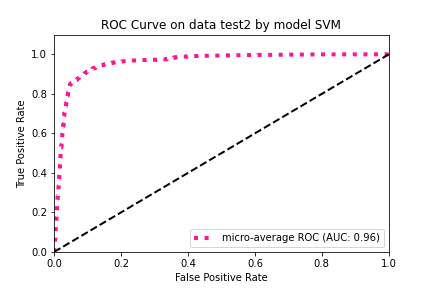 ROC Curve on data test2 by model SVM
True Positive Rate
1.0
0.8
0.6
0.4
0.2
0.0
0.0 0.2 0.4 0.6 0.8 1.0
False Positive Rate
micro-average ROC (AUC: 0.96)